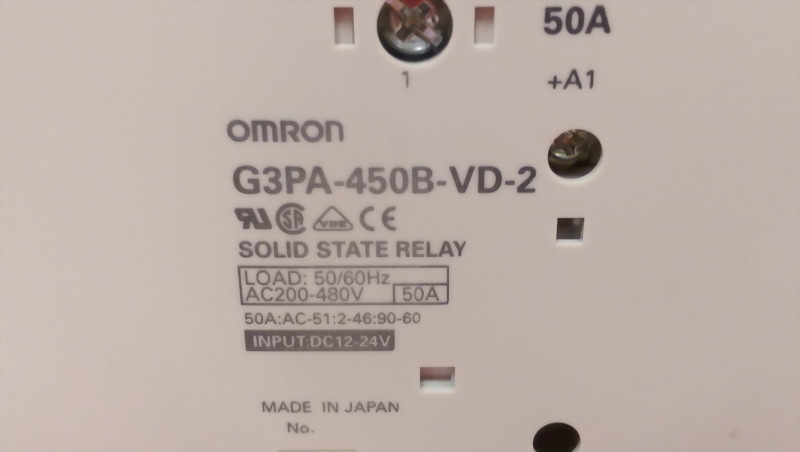 50A
1
+A1
OMRON
G3PA-450B-VD-2
SOLID STATE RELAY
LOAD: 50/60Hz
AC200-480V 50A
50A:AC-51:2-46:90-60
INPUT:DC12-24V
MADE IN JAPAN
No.